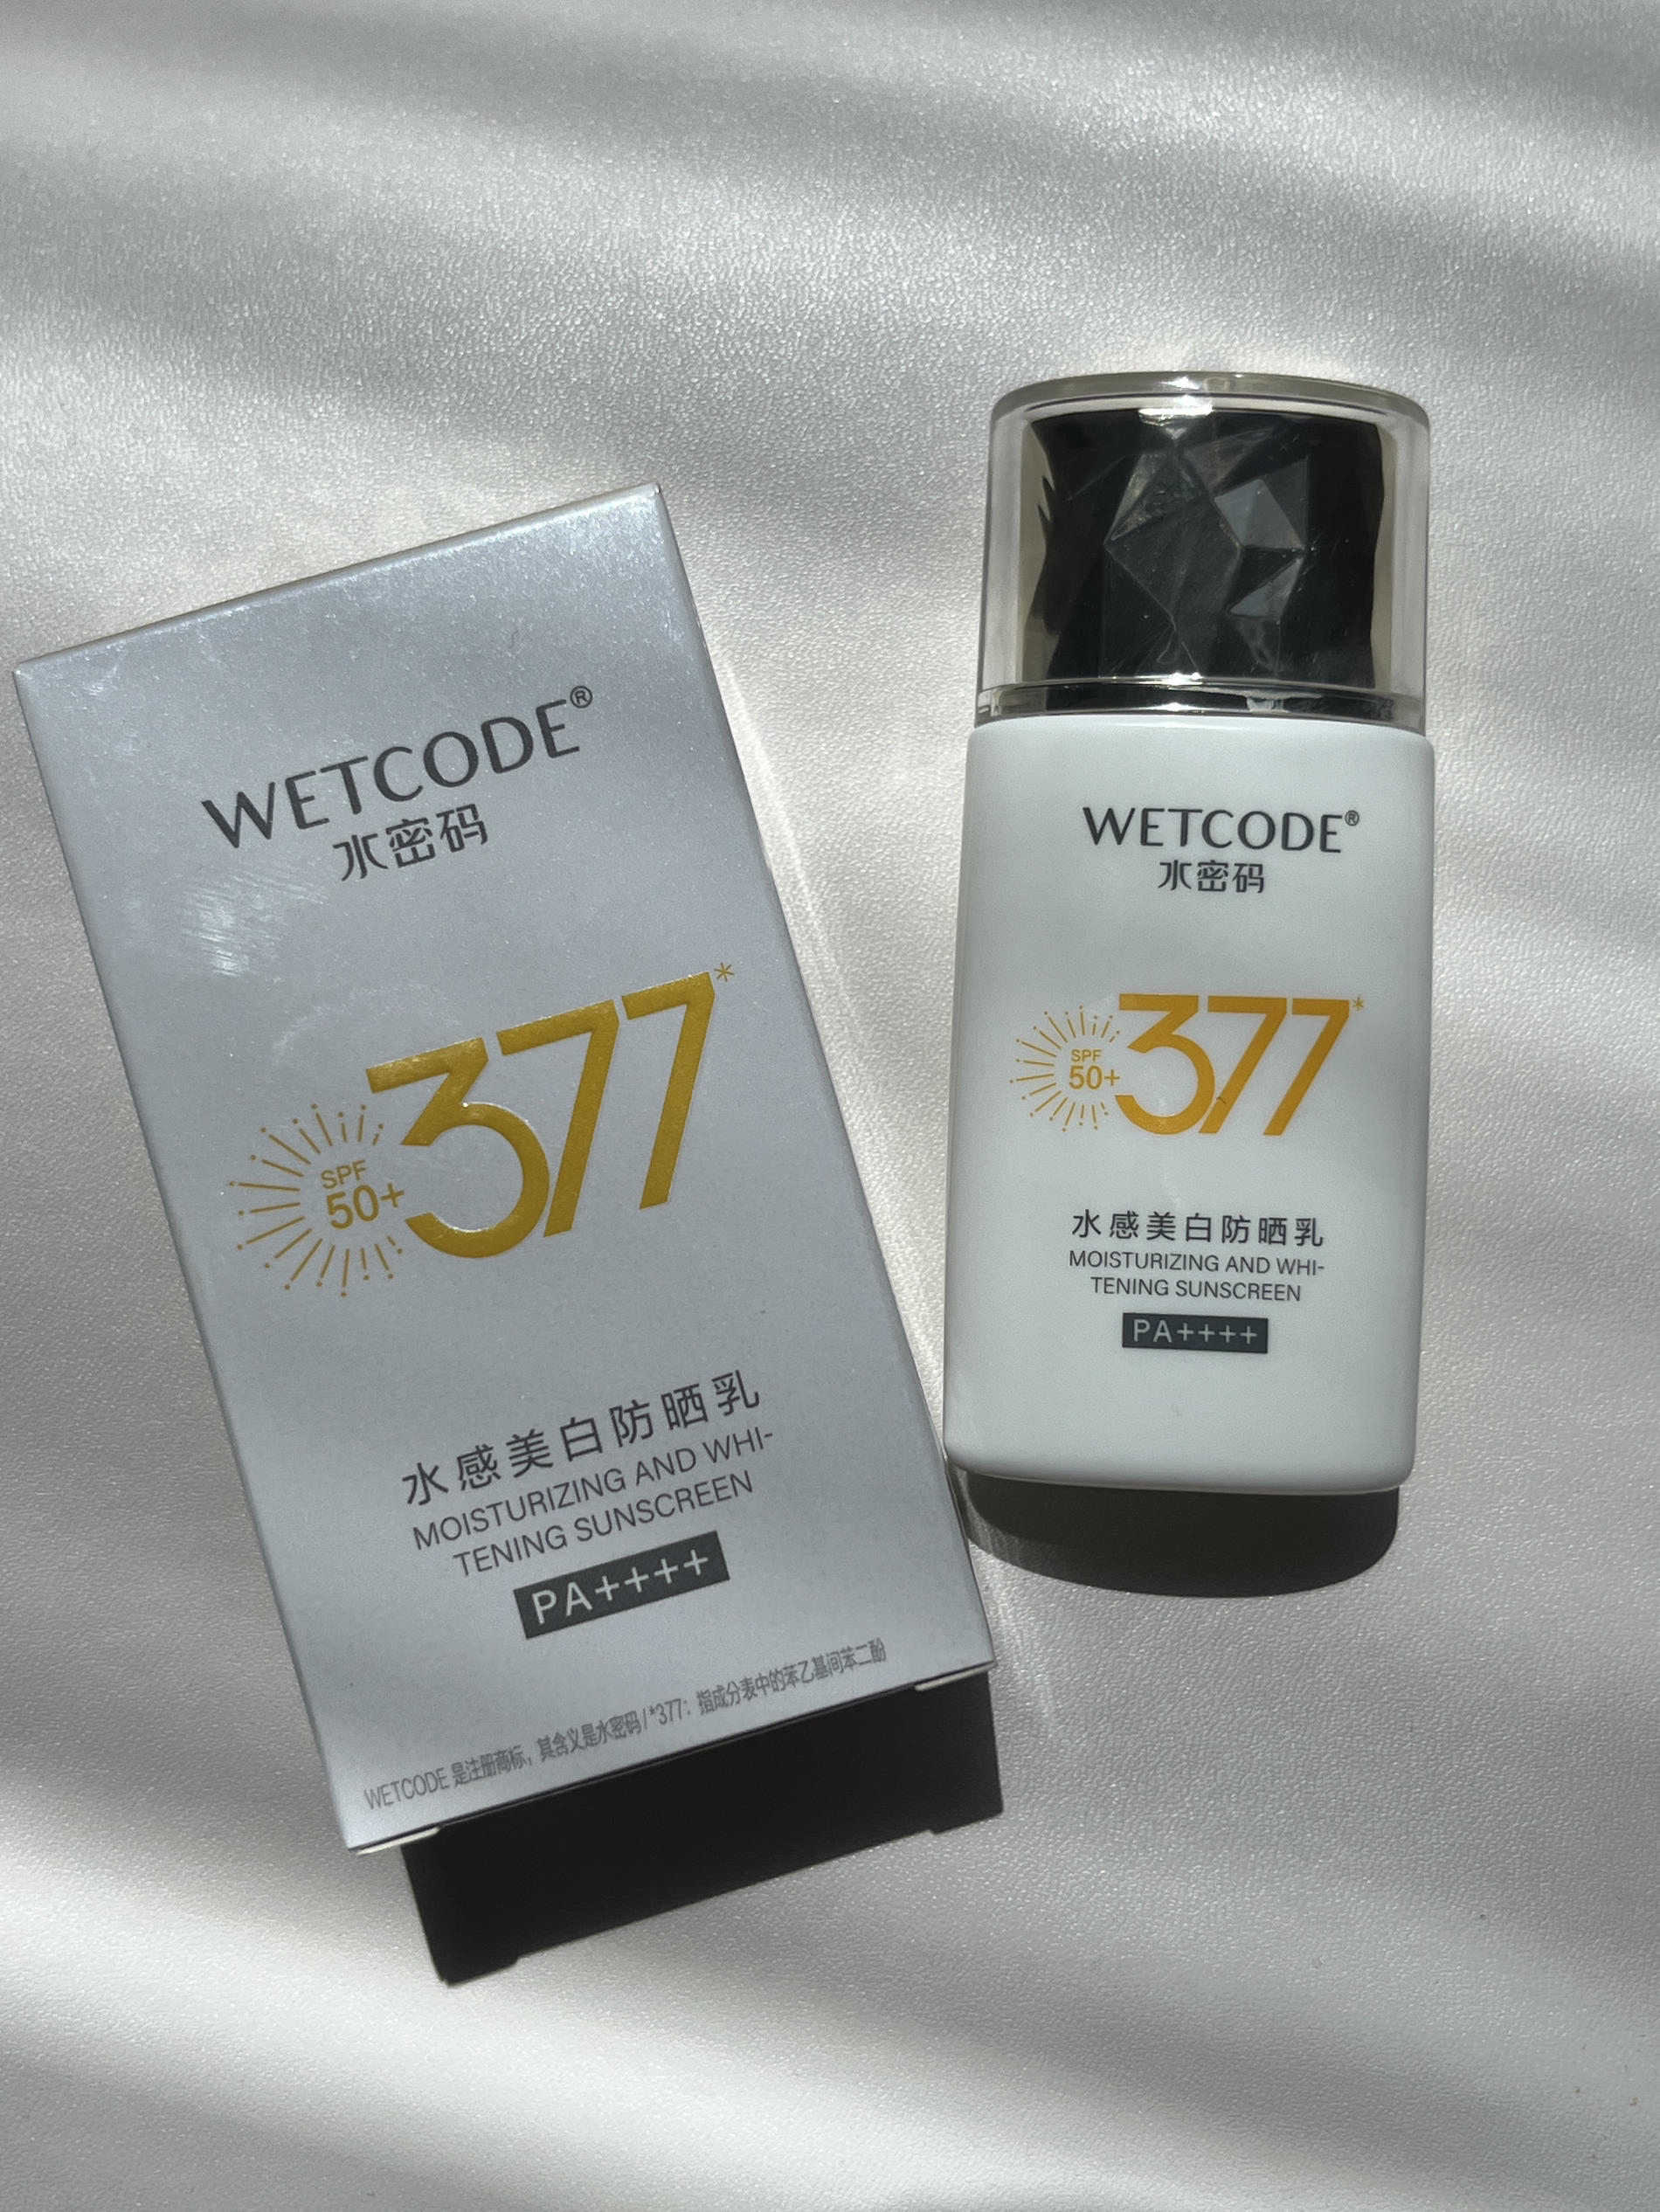 WETCODE®
水密码
SPF
50+
377*
水感美白防晒乳
MOISTURIZING AND WHI-
TENING SUNSCREEN
PA++++
WETCODE 是注册商标，其含义是水密码 / *377：指成分表中的苯乙基间苯二酚
WETCODE®
水密码
SPF
50+
377*
水感美白防晒乳
MOISTURIZING AND WHI-
TENING SUNSCREEN
PA++++